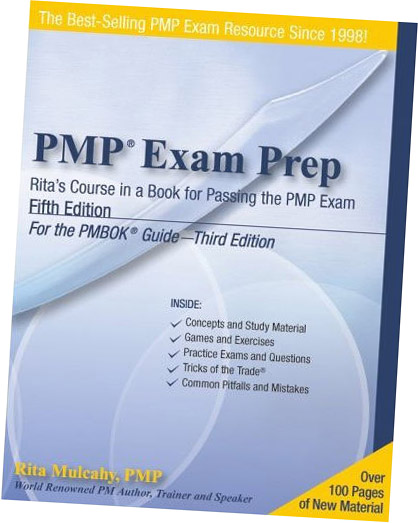 The Best-Selling PMP Exam Resource Since 1998!
PMP® Exam Prep
Rita's Course in a Book for Passing the PMP Exam
Fifth Edition
For the PMBOK® Guide—Third Edition
INSIDE:
✓ Concepts and Study Material
✓ Games and Exercises
✓ Practice Exams and Questions
✓ Tricks of the Trade®
✓ Common Pitfalls and Mistakes
Rita Mulcahy, PMP
World Renowned PM Author, Trainer and Speaker
Over
100 Pages
of New Material